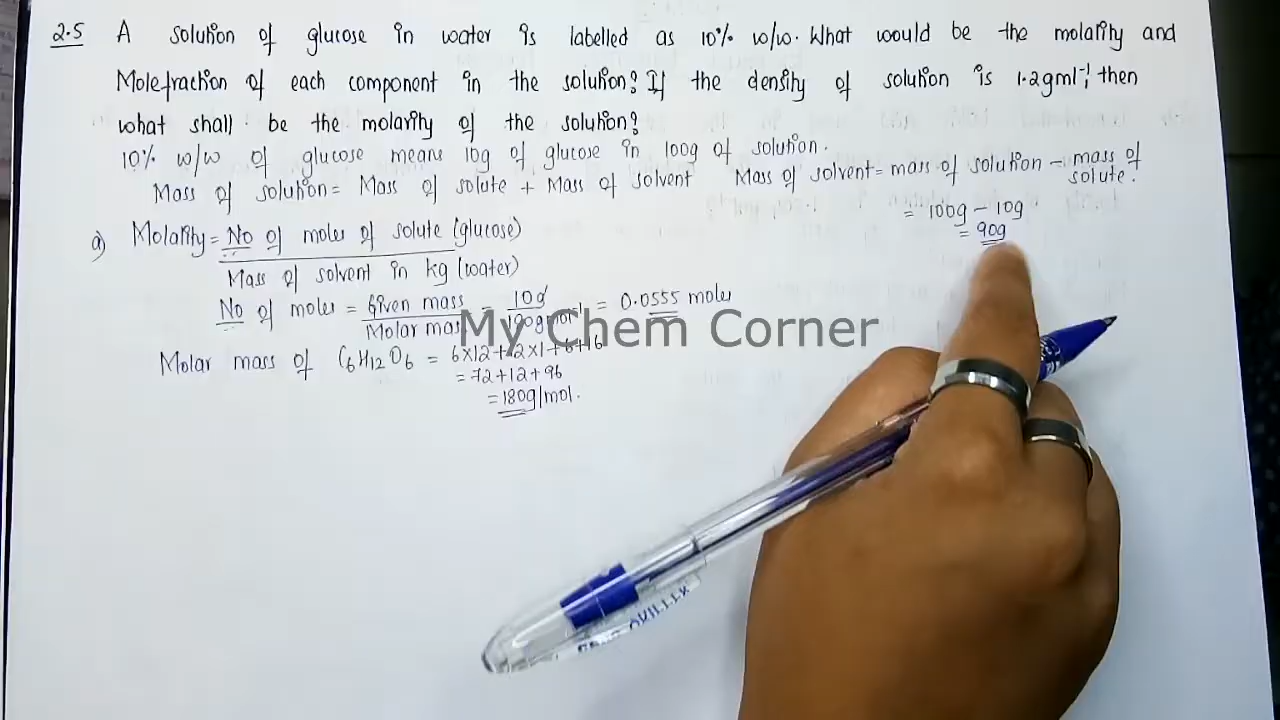 2.5 A solution of glucose in water is labelled as 10% w/w. What would be the molality and
Molefraction of each component in the solution? If the density of solution is 1.2gml⁻¹, then
what shall be the molarity of the solution?
10% w/w of glucose means 10g of glucose in 100g of solution.
Mass of solution = Mass of solute + Mass of solvent Mass of solvent = mass of solution − mass of solute.
= 100g − 10g
= 90g
a) Molality = No of moles of solute (glucose)
Mass of solvent in kg (water)
No of moles = Given mass = 10g = 0.0555 moles
Molar mass 180gmol⁻¹
My Chem Corner
Molar mass of C6H12O6 = 6×12+12×1+6×16
= 72+12+96
= 180g/mol.